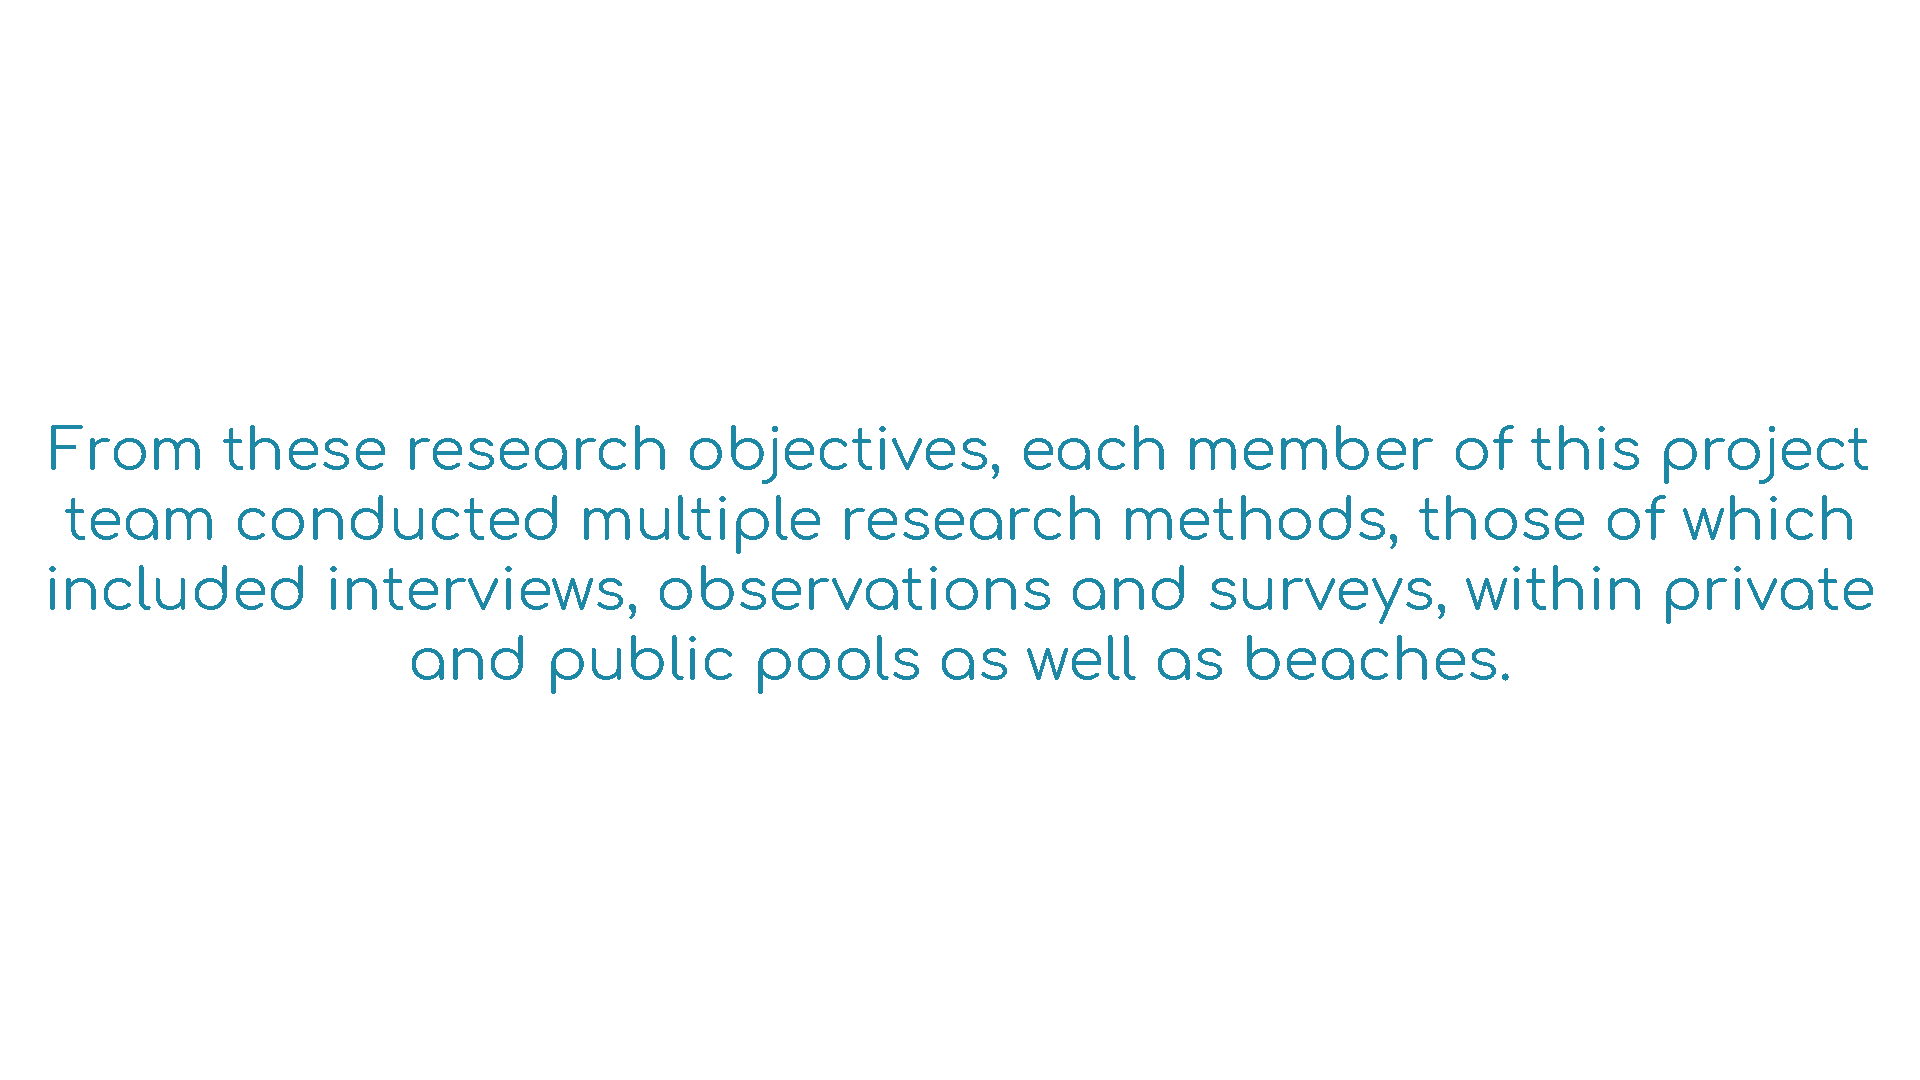 From these research objectives, each member of this project
team conducted multiple research methods, those of which
included interviews, observations and surveys, within private
and public pools as well as beaches.